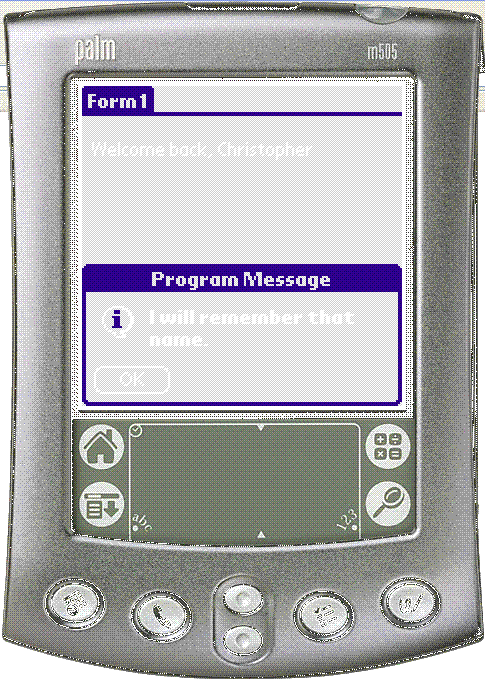 palm
m505
Form1
Welcome back, Christopher
Program Message
i
I will remember that
name.
OK
abc
123